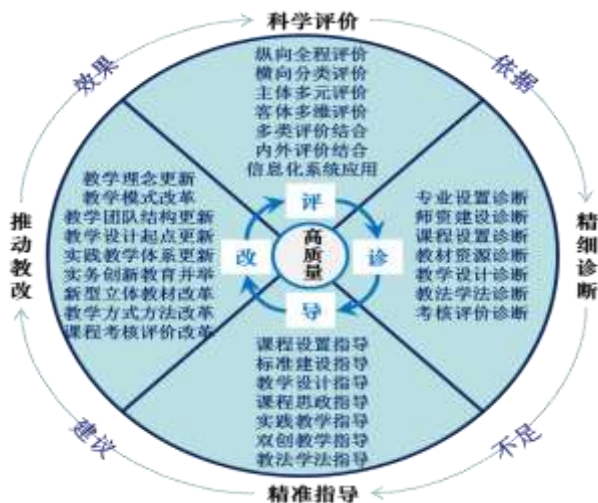 科学评价
效果
依据
纵向全程评价
横向分类评价
主体多元评价
客体多维评价
多类评价结合
内外评价结合
信息化系统应用
教学理念更新
教学模式改革
教学团队结构更新
教学设计起点更新
实践教学体系更新
实务创新教育并举
新型立体教材改革
教学方式方法改革
课程考核评价改革
推动教改
评
改
高质量
诊
导
专业设置诊断
师资建设诊断
课程设置诊断
教材资源诊断
教学设计诊断
教法学法诊断
考核评价诊断
精细诊断
课程设置指导
标准建设指导
教学设计指导
课程思政指导
实践教学指导
双创教学指导
教法学法指导
建议
不足
精准指导